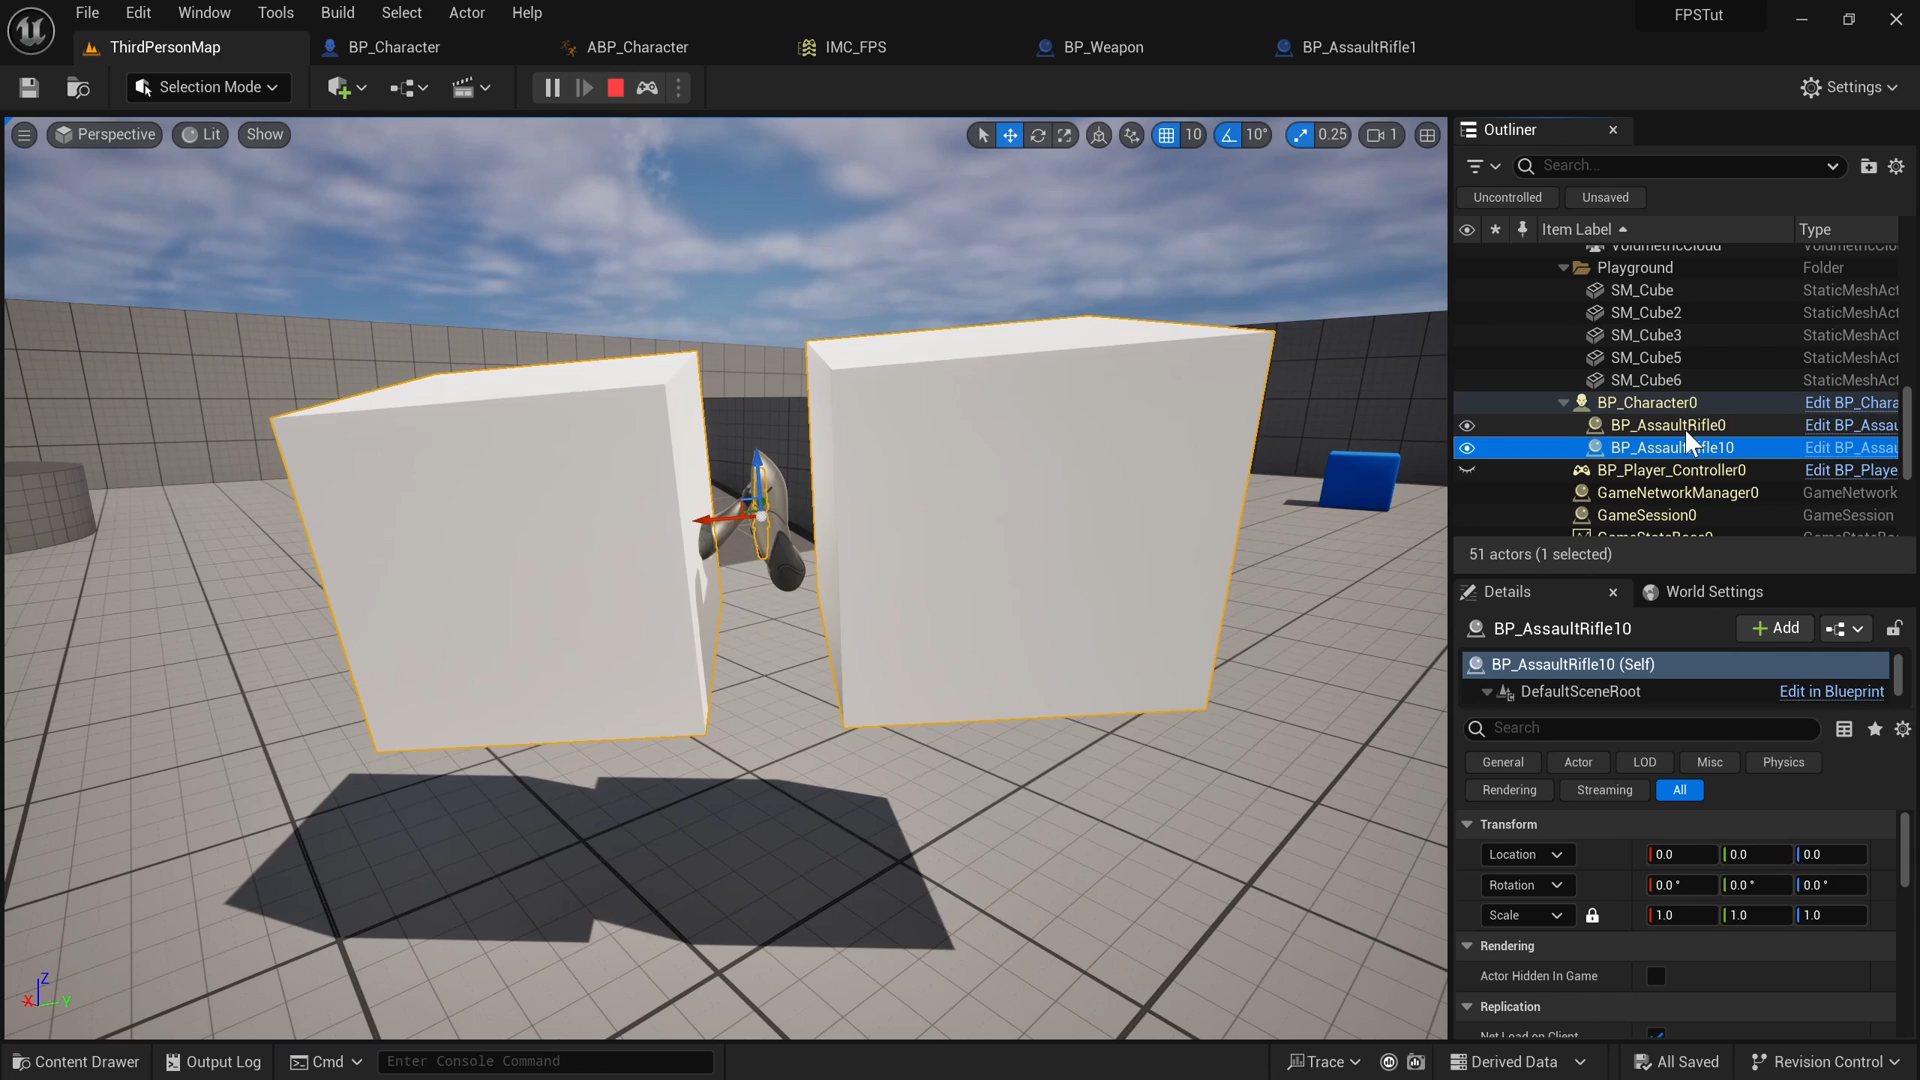 File Edit Window Tools Build Select Actor Help
FPSTut
ThirdPersonMap BP_Character ABP_Character IMC_FPS BP_Weapon BP_AssaultRifle1
Selection Mode
Settings
Perspective Lit Show
10 10° 0.25 1
Outliner
Search...
Uncontrolled Unsaved
Item Label Type
VolumetricCloud VolumetricClo
Playground Folder
SM_Cube StaticMeshAct
SM_Cube2 StaticMeshAct
SM_Cube3 StaticMeshAct
SM_Cube5 StaticMeshAct
SM_Cube6 StaticMeshAct
BP_Character0 Edit BP_Chara
BP_AssaultRifle0 Edit BP_Assau
BP_AssaultRifle10 Edit BP_Assau
BP_Player_Controller0 Edit BP_Playe
GameNetworkManager0 GameNetwork
GameSession0 GameSession
51 actors (1 selected)
Details World Settings
BP_AssaultRifle10 Add
BP_AssaultRifle10 (Self)
DefaultSceneRoot Edit in Blueprint
Search
General Actor LOD Misc Physics
Rendering Streaming All
Transform
Location 0.0 0.0 0.0
Rotation 0.0° 0.0° 0.0°
Scale 1.0 1.0 1.0
Rendering
Actor Hidden In Game
Replication
Net Load on Client
Z
X Y
Content Drawer Output Log Cmd Enter Console Command Trace Derived Data All Saved Revision Control